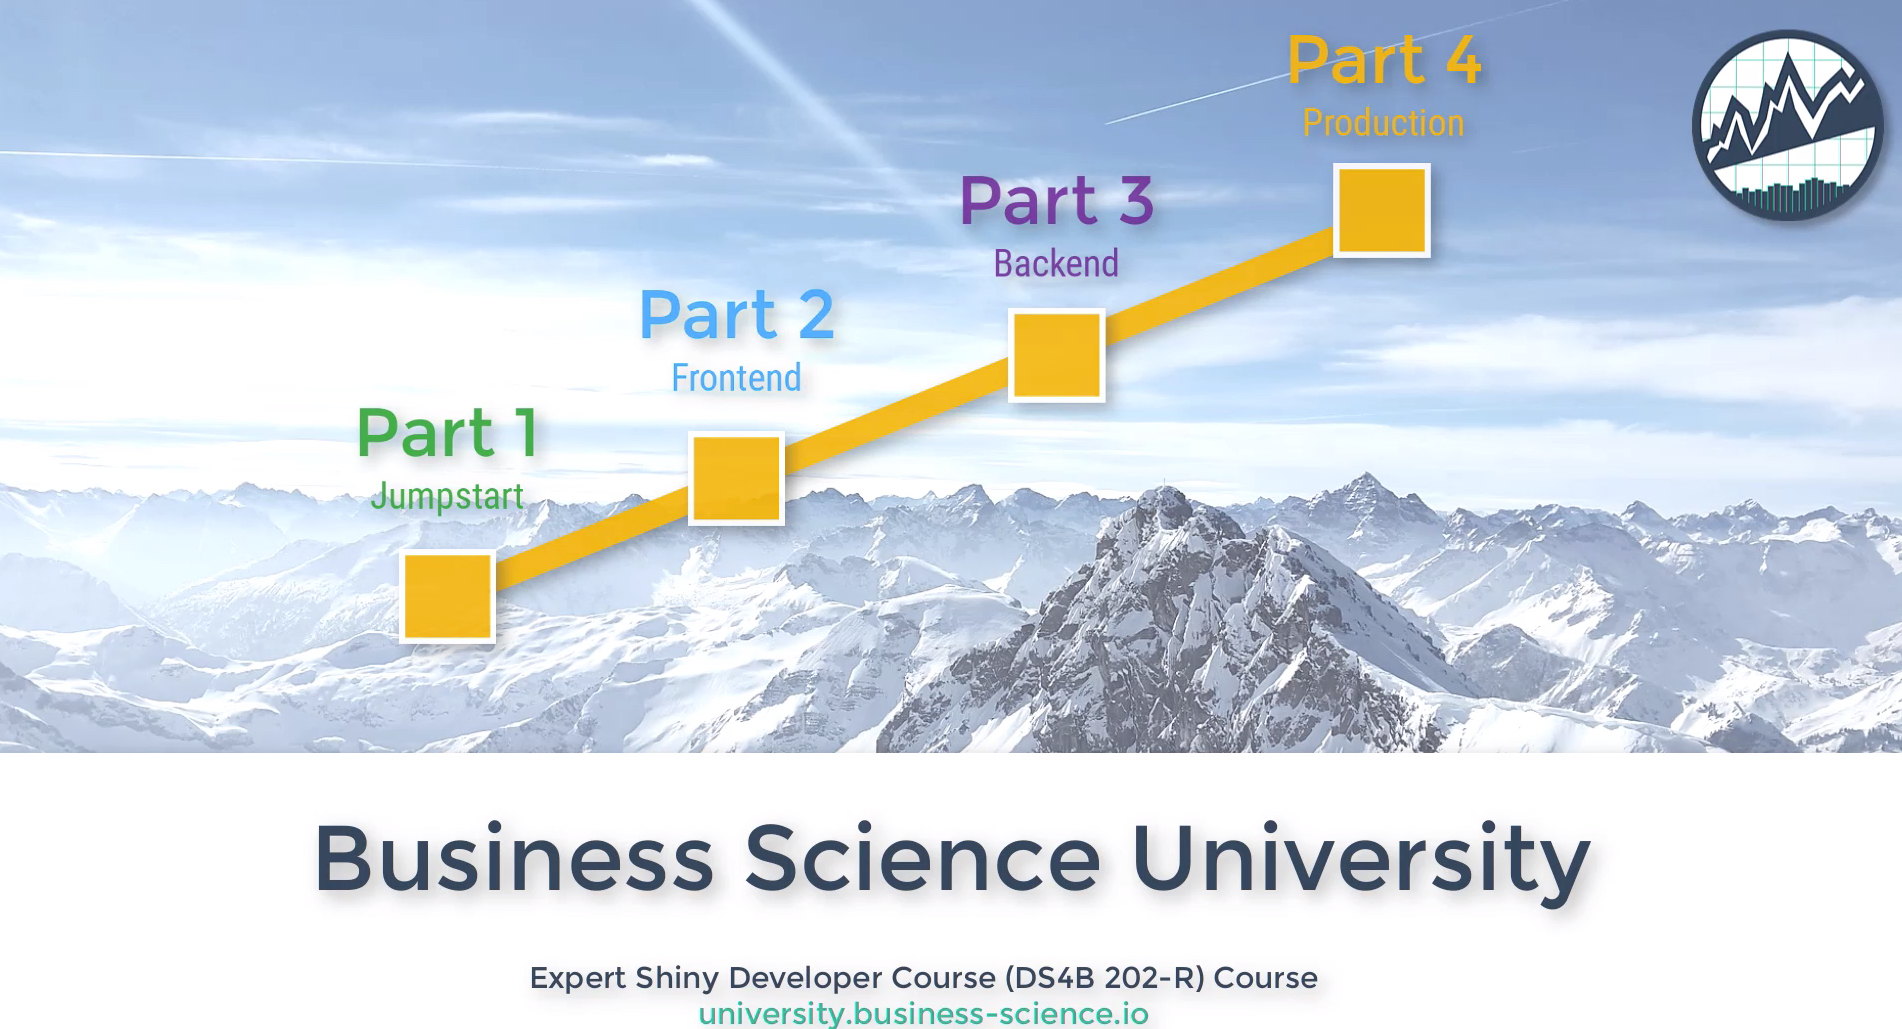 Part 4
Production
Part 3
Backend
Part 2
Frontend
Part 1
Jumpstart
Business Science University
Expert Shiny Developer Course (DS4B 202-R) Course
university.business-science.io